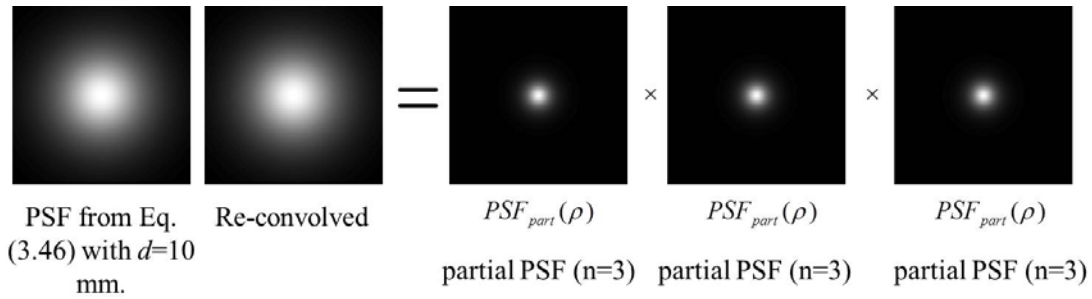 = × ×
PSF from Eq.
(3.46) with d=10
mm.
Re-convolved
PSF_part(ρ) PSF_part(ρ) PSF_part(ρ)
partial PSF (n=3) partial PSF (n=3) partial PSF (n=3)